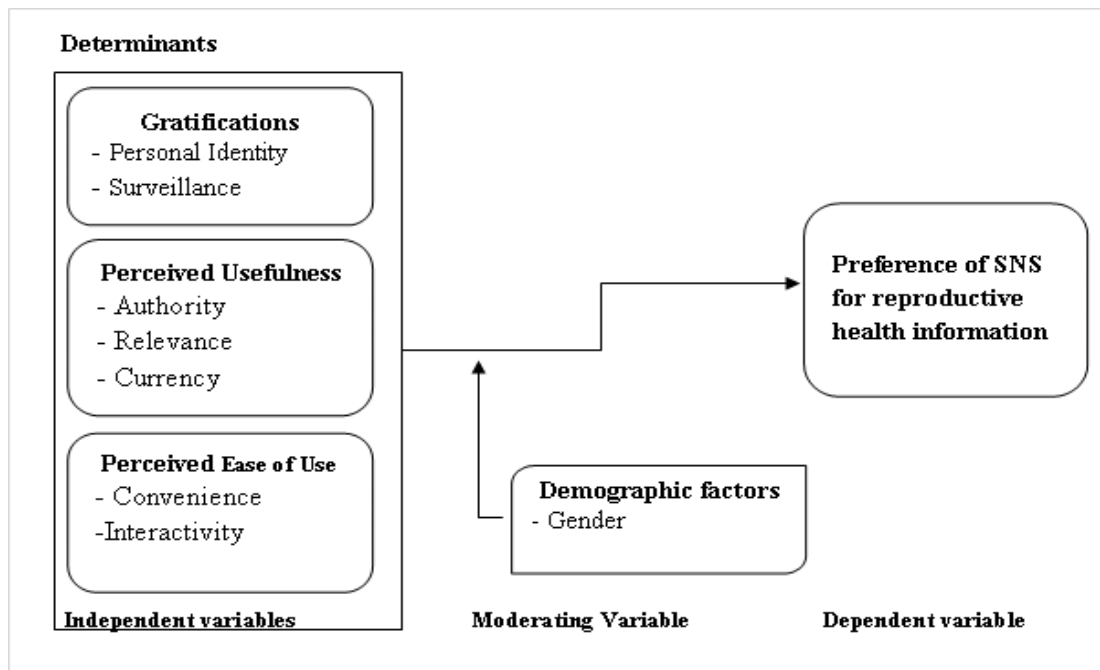 Determinants
Gratifications
- Personal Identity
- Surveillance
Perceived Usefulness
- Authority
- Relevance
- Currency
Perceived Ease of Use
- Convenience
-Interactivity
Independent variables
Demographic factors
- Gender
Moderating Variable
Preference of SNS
for reproductive
health information
Dependent variable